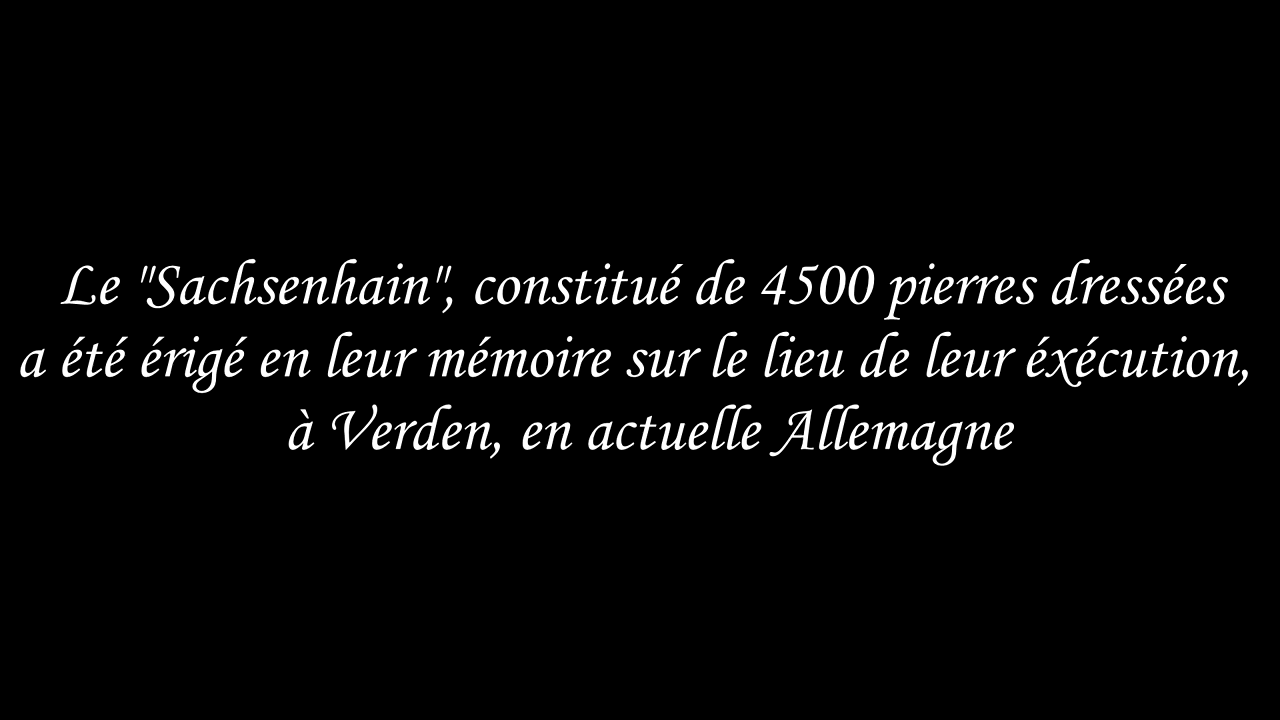 Le "Sachsenhain", constitué de 4500 pierres dressées
a été érigé en leur mémoire sur le lieu de leur éxécution,
à Verden, en actuelle Allemagne